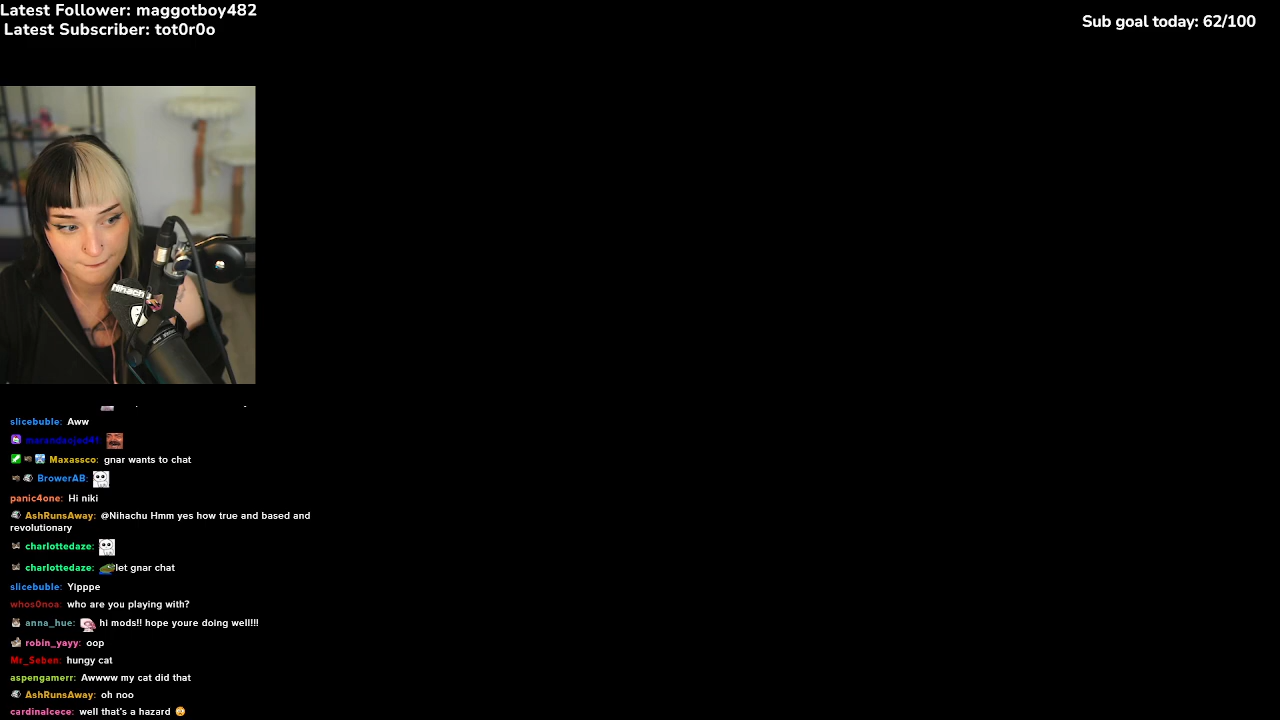 Latest Follower: maggotboy482
Latest Subscriber: tot0r0o
Sub goal today: 62/100
slicebuble: Aww
Maxassco: gnar wants to chat
BrowerAB:
panic4one: Hi niki
AshRunsAway: @Nihachu Hmm yes how true and based and
revolutionary
charlottedaze:
charlottedaze: let gnar chat
slicebuble: Yipppe
whos0noa: who are you playing with?
anna_hue: hi mods!! hope youre doing well!!!
robin_yayy: oop
Mr_Seben: hungy cat
aspengamerr: Awwww my cat did that
AshRunsAway: oh noo
cardinalcece: well that's a hazard